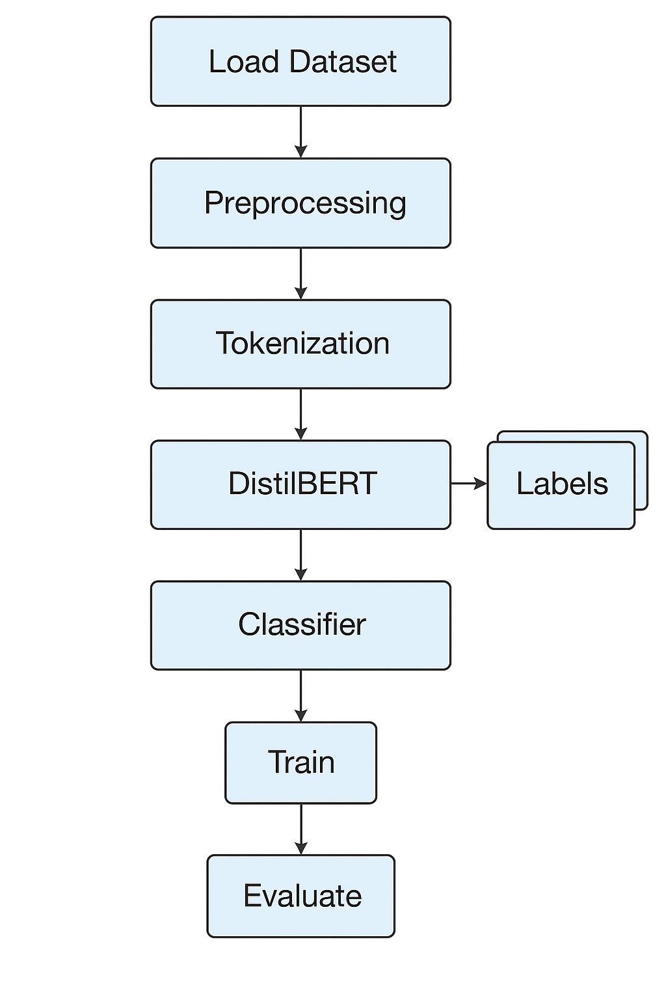 Load Dataset
Preprocessing
Tokenization
DistilBERT
Labels
Classifier
Train
Evaluate